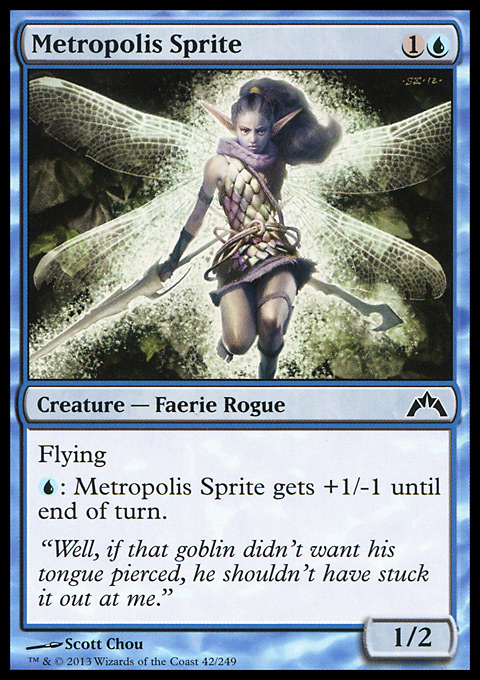 Metropolis Sprite 1
·SC·12·
Creature — Faerie Rogue
Flying
: Metropolis Sprite gets +1/-1 until
end of turn.
“Well, if that goblin didn’t want his
tongue pierced, he shouldn’t have stuck
it out at me.”
Scott Chou
1/2
™ & © 2013 Wizards of the Coast 42/249